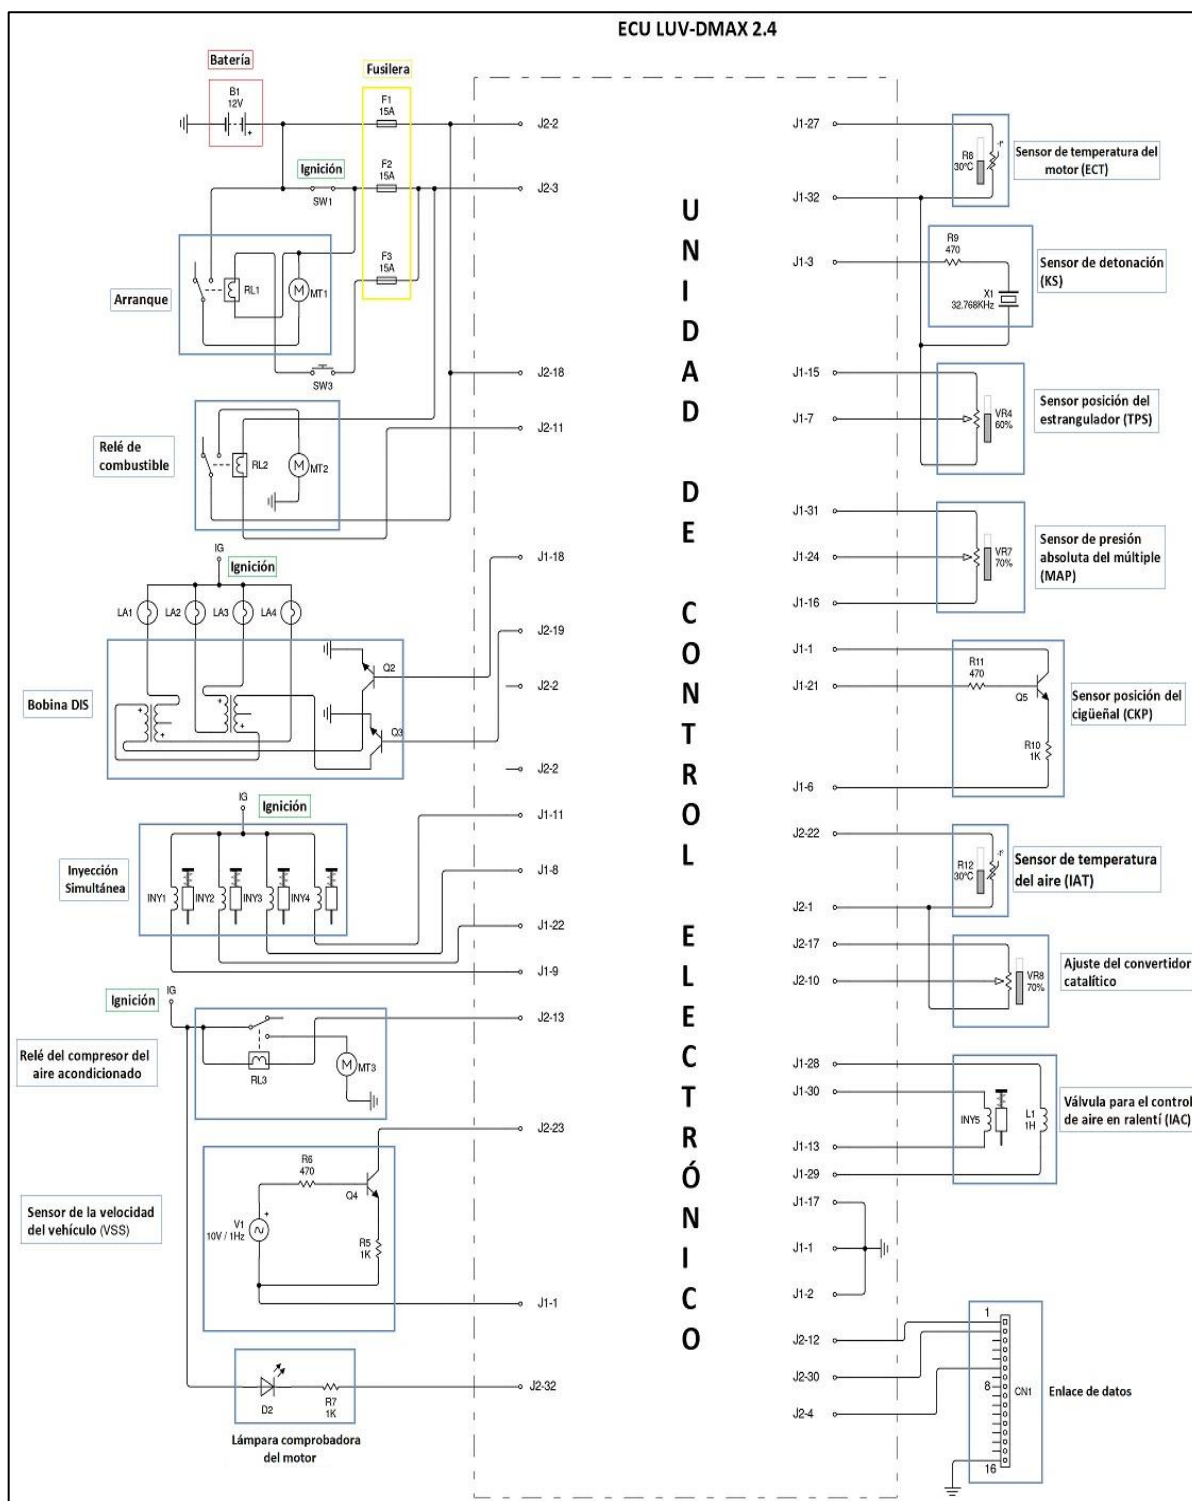 ECU LUV-DMAX 2.4
Batería
B1
12V
+
Fusilera
F1
15A
J2-2
Ignición
SW1
F2
15A
J2-3
F3
15A
Arranque
RL1
M
MT1
SW3
J2-18
J2-11
Relé de
combustible
RL2
M
MT2
IG
Ignición
J1-18
LA1
LA2
LA3
LA4
J2-19
Bobina DIS
+
+
+
+
Q2
Q3
J2-2
J2-2
IG
Ignición
J1-11
Inyección
Simultánea
INY1
INY2
INY3
INY4
J1-8
J1-22
J1-9
Ignición
IG
J2-13
Relé del compresor del
aire acondicionado
RL3
M
MT3
J2-23
Sensor de la velocidad
del vehículo (VSS)
R6
470
Q4
V1
10V / 1Hz
+
R5
1K
J1-1
D2
R7
1K
J2-32
Lámpara comprobadora
del motor
UNIDAD DE CONTROL ELECTRÓNICO
J1-27
J1-32
R8
30°C
-t°
Sensor de temperatura del
motor (ECT)
J1-3
R9
470
X1
32.768KHz
Sensor de detonación
(KS)
J1-15
J1-7
VR4
60%
Sensor posición del
estrangulador (TPS)
J1-31
J1-24
J1-16
VR7
70%
Sensor de presión
absoluta del múltiple
(MAP)
J1-1
J1-21
J1-6
R11
470
Q5
R10
1K
Sensor posición del
cigüeñal (CKP)
J2-22
J2-1
R12
30°C
-t°
Sensor de temperatura
del aire (IAT)
J2-17
J2-10
VR8
70%
Ajuste del convertidor
catalítico
J1-28
J1-30
J1-13
J1-29
INY5
L1
1H
Válvula para el control
de aire en ralentí (IAC)
J1-17
J1-1
J1-2
J2-12
J2-30
J2-4
1
8
16
CN1
Enlace de datos